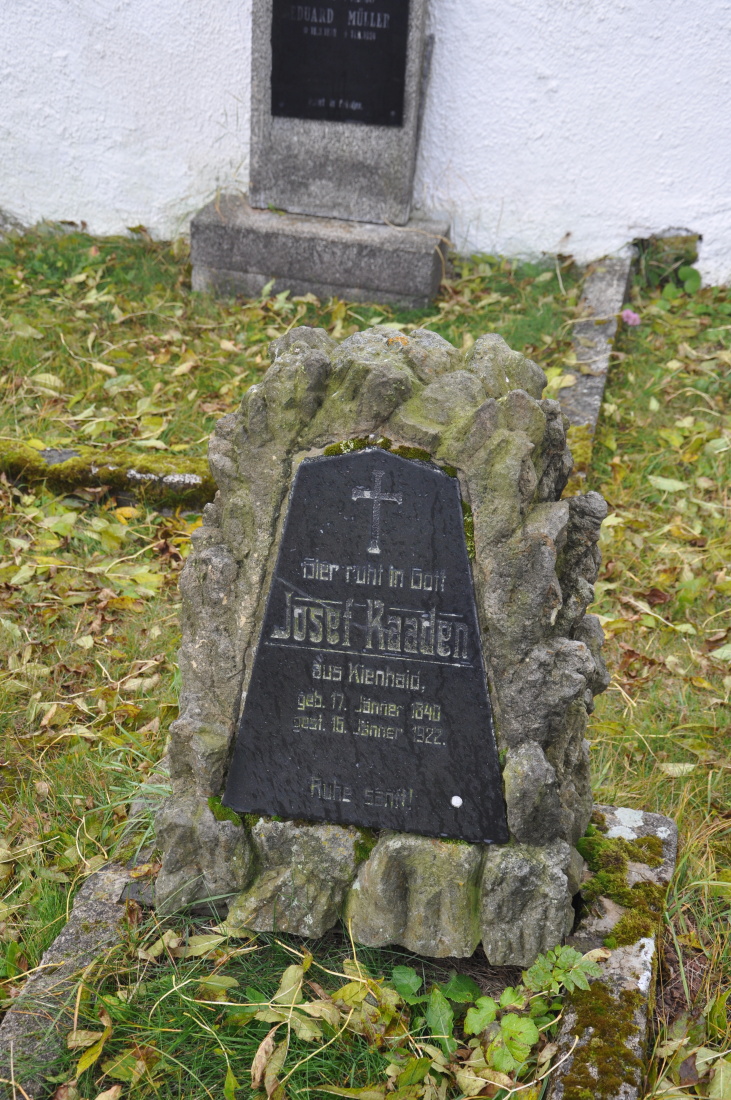 EDUARD MÜLLER
Hier ruht in Gott
Josef Kaaden
aus Kienhaid,
geb. 17. Jänner 1840
gest. 15. Jänner 1922.
Ruhe sanft!